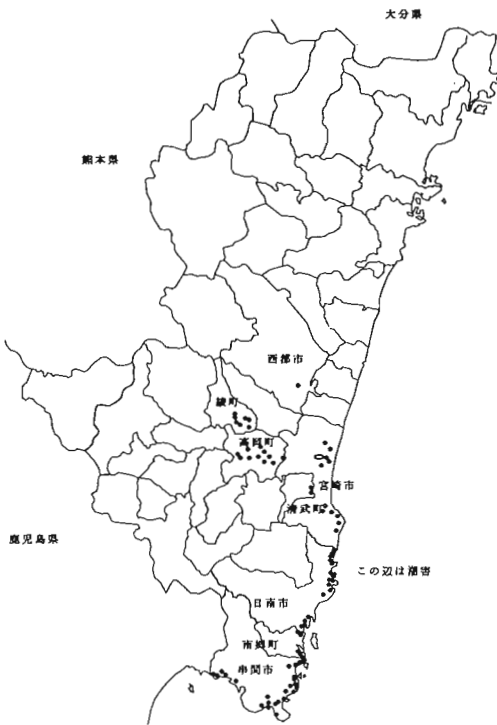 大分県
熊本県
西都市
綾町
高岡町
宮崎市
清武町
鹿児島県
この辺は潮害
日南市
南郷町
串間市